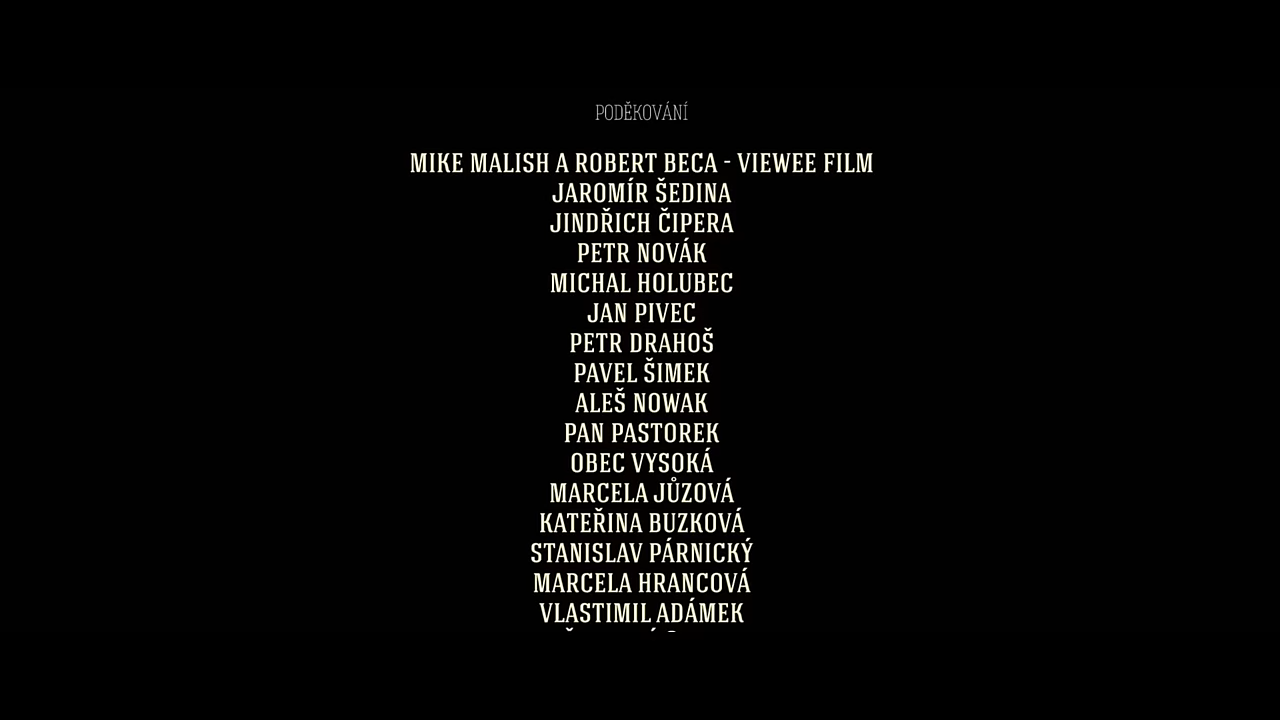 PODĚKOVÁNÍ
MIKE MALISH A ROBERT BECA - VIEWEE FILM
JAROMÍR ŠEDINA
JINDŘICH ČIPERA
PETR NOVÁK
MICHAL HOLUBEC
JAN PIVEC
PETR DRAHOŠ
PAVEL ŠIMEK
ALEŠ NOWAK
PAN PASTOREK
OBEC VYSOKÁ
MARCELA JŮZOVÁ
KATEŘINA BUZKOVÁ
STANISLAV PÁRNICKÝ
MARCELA HRANCOVÁ
VLASTIMIL ADÁMEK